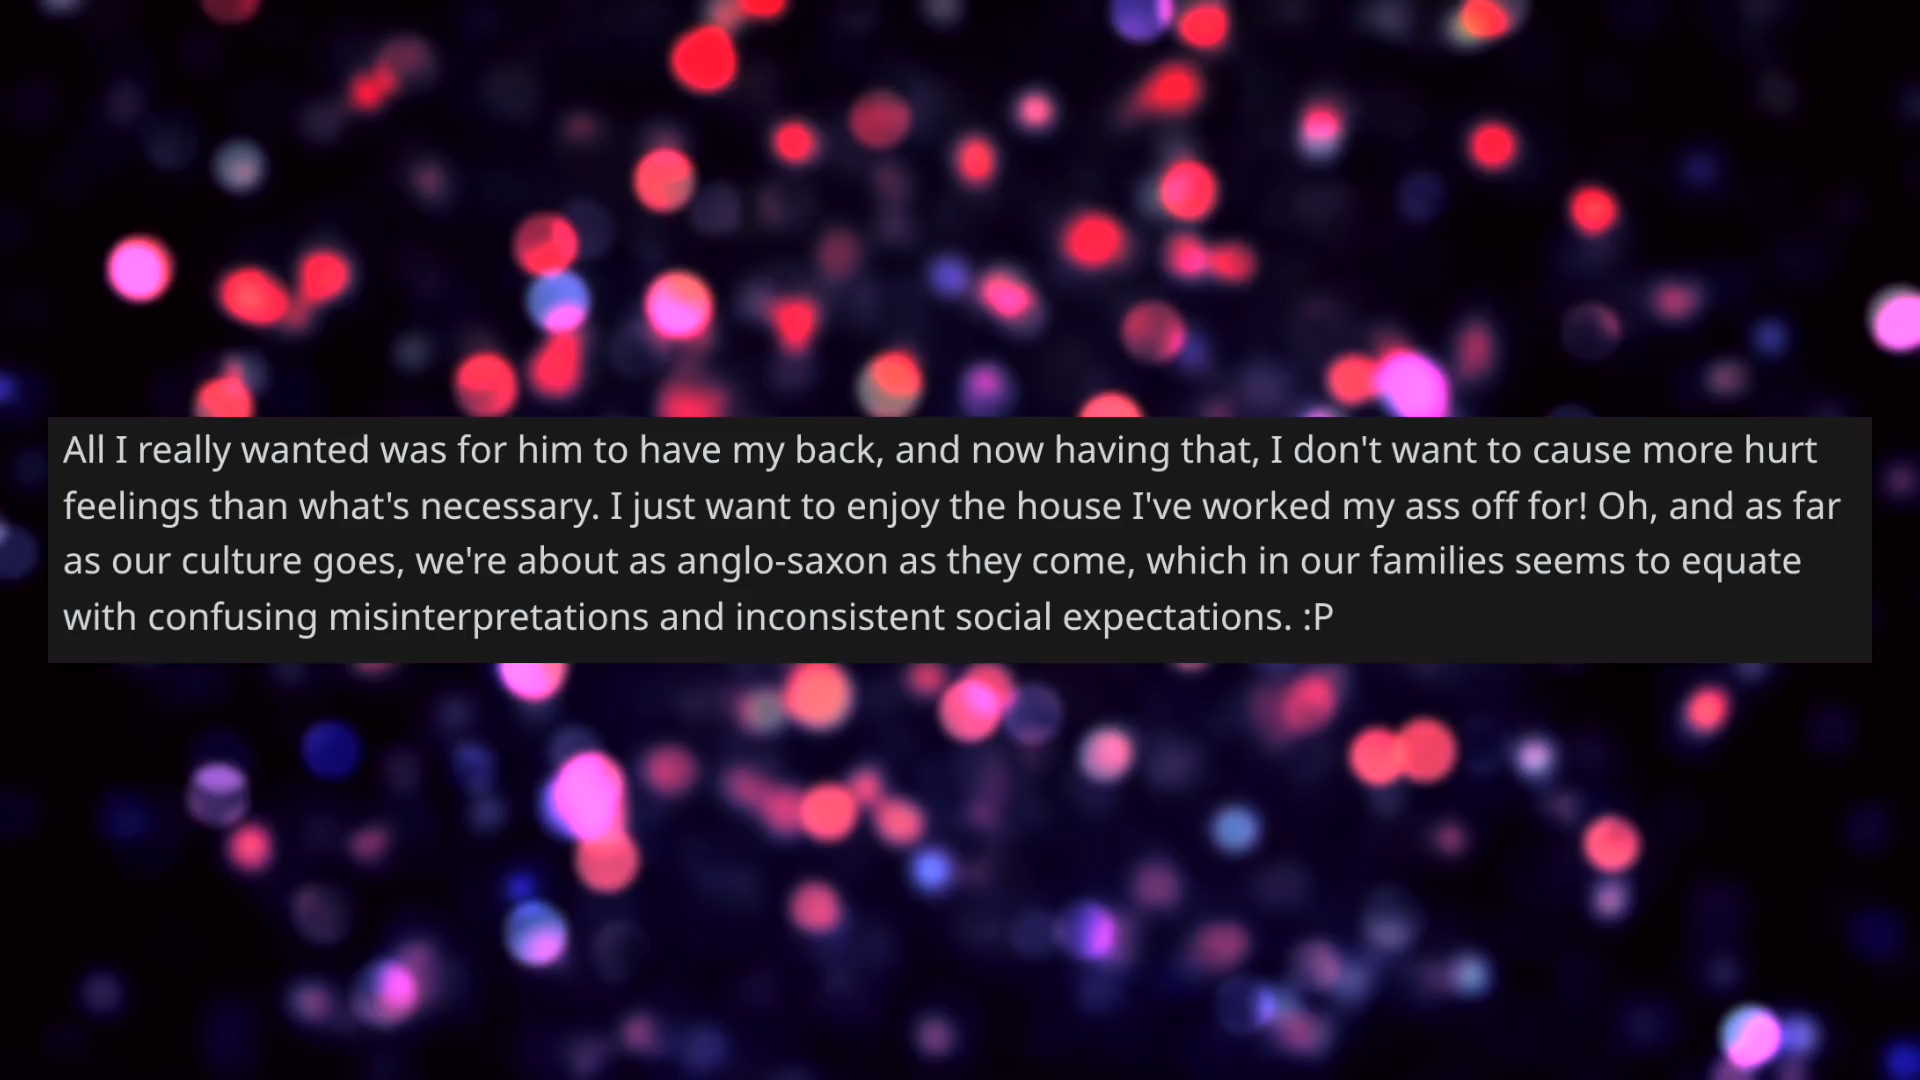 All I really wanted was for him to have my back, and now having that, I don't want to cause more hurt
feelings than what's necessary. I just want to enjoy the house I've worked my ass off for! Oh, and as far
as our culture goes, we're about as anglo-saxon as they come, which in our families seems to equate
with confusing misinterpretations and inconsistent social expectations. :P